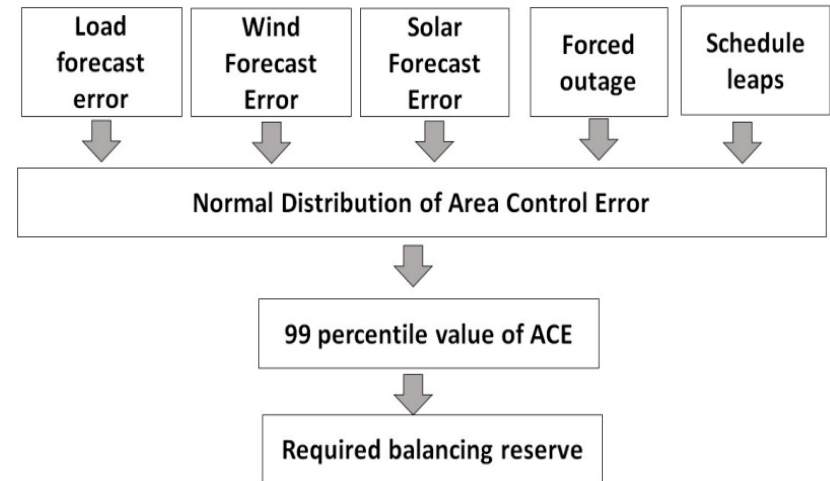 Load
forecast
error
Wind
Forecast
Error
Solar
Forecast
Error
Forced
outage
Schedule
leaps
Normal Distribution of Area Control Error
99 percentile value of ACE
Required balancing reserve